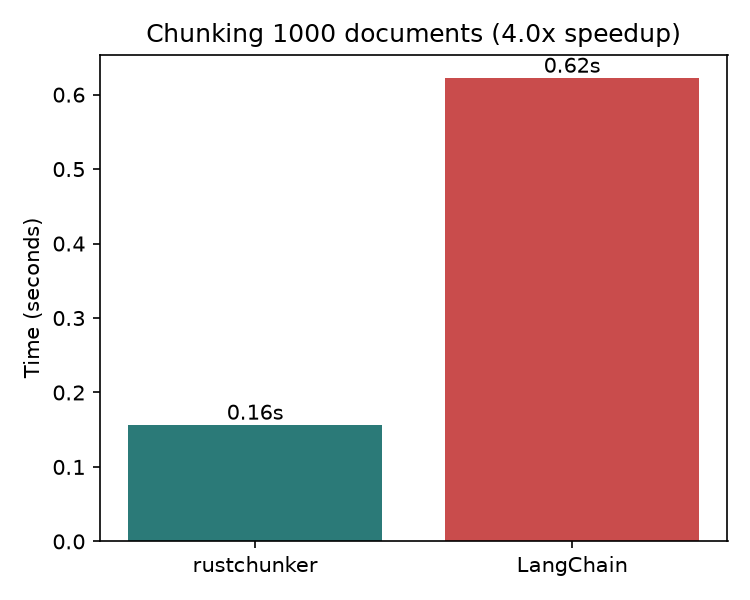 Chunking 1000 documents (4.0x speedup)
0.62s
0.6
0.5
0.4
0.3
0.2
0.1
0.0
Time (seconds)
0.16s
rustchunker
LangChain